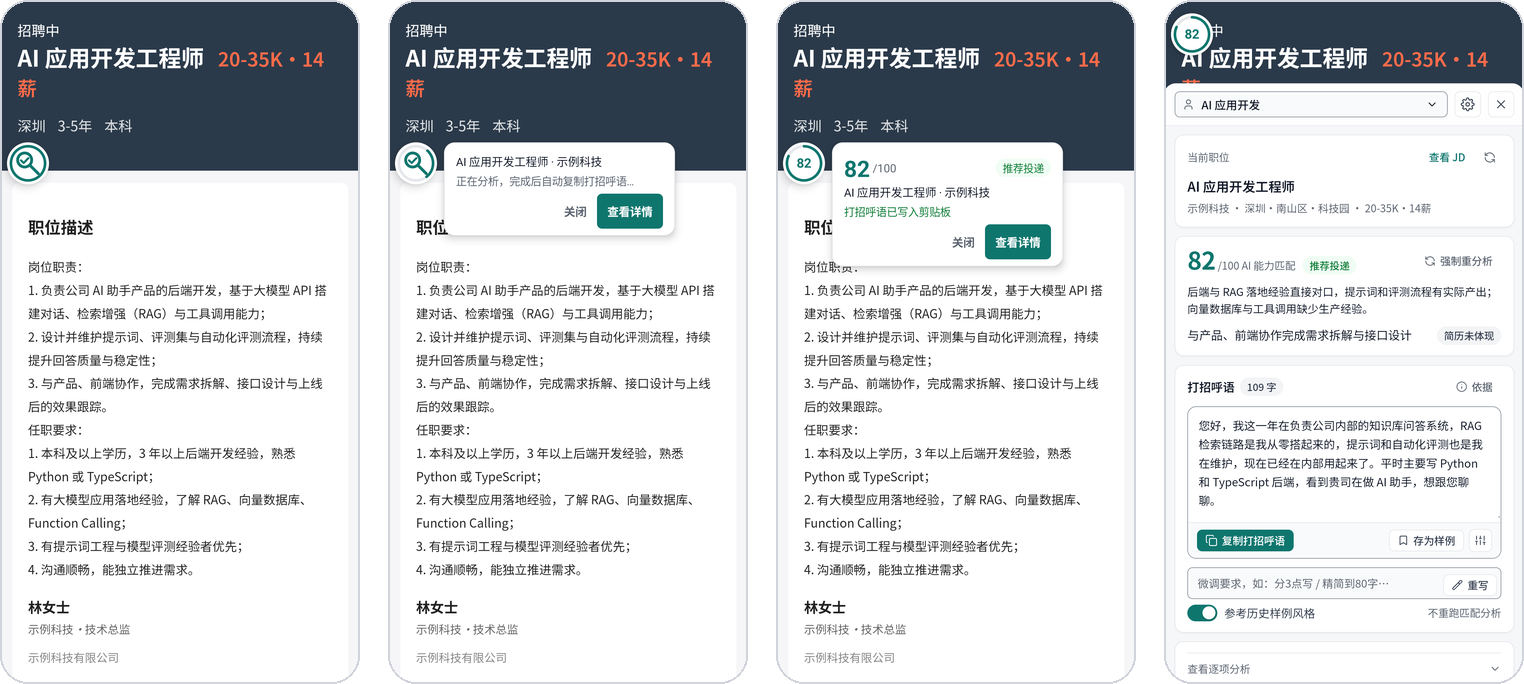 招聘中
AI 应用开发工程师 20-35K·14
薪
深圳 3-5年 本科
职位描述
岗位职责：
1. 负责公司 AI 助手产品的后端开发，基于大模型 API 搭
建对话、检索增强（RAG）与工具调用能力；
2. 设计并维护提示词、评测集与自动化评测流程，持续
提升回答质量与稳定性；
3. 与产品、前端协作，完成需求拆解、接口设计与上线
后的效果跟踪。
任职要求：
1. 本科及以上学历，3 年以上后端开发经验，熟悉
Python 或 TypeScript；
2. 有大模型应用落地经验，了解 RAG、向量数据库、
Function Calling；
3. 有提示词工程与模型评测经验者优先；
4. 沟通顺畅，能独立推进需求。
林女士
示例科技·技术总监
示例科技有限公司
招聘中
AI 应用开发工程师 20-35K·14
薪
深圳 3-5年 本科
AI 应用开发工程师 · 示例科技
正在分析，完成后自动复制打招呼语...
关闭 查看详情
职位
岗位职责：
1. 负责公司 AI 助手产品的后端开发，基于大模型 API 搭
建对话、检索增强（RAG）与工具调用能力；
2. 设计并维护提示词、评测集与自动化评测流程，持续
提升回答质量与稳定性；
3. 与产品、前端协作，完成需求拆解、接口设计与上线
后的效果跟踪。
任职要求：
1. 本科及以上学历，3 年以上后端开发经验，熟悉
Python 或 TypeScript；
2. 有大模型应用落地经验，了解 RAG、向量数据库、
Function Calling；
3. 有提示词工程与模型评测经验者优先；
4. 沟通顺畅，能独立推进需求。
林女士
示例科技·技术总监
示例科技有限公司
招聘中
AI 应用开发工程师 20-35K·14
薪
深圳 3-5年 本科
82
82 /100 推荐投递
AI 应用开发工程师 · 示例科技
打招呼语已写入剪贴板
关闭 查看详情
职位
岗位职责：
1. 负责公司 AI 助手产品的后端开发，基于大模型 API 搭
建对话、检索增强（RAG）与工具调用能力；
2. 设计并维护提示词、评测集与自动化评测流程，持续
提升回答质量与稳定性；
3. 与产品、前端协作，完成需求拆解、接口设计与上线
后的效果跟踪。
任职要求：
1. 本科及以上学历，3 年以上后端开发经验，熟悉
Python 或 TypeScript；
2. 有大模型应用落地经验，了解 RAG、向量数据库、
Function Calling；
3. 有提示词工程与模型评测经验者优先；
4. 沟通顺畅，能独立推进需求。
林女士
示例科技·技术总监
示例科技有限公司
82 中
AI 应用开发工程师 20-35K·14
AI 应用开发
当前职位 查看 JD
AI 应用开发工程师
示例科技 · 深圳·南山区·科技园 · 20-35K·14薪
82 /100 AI 能力匹配 推荐投递 强制重分析
后端与 RAG 落地经验直接对口，提示词和评测流程有实际产出；
向量数据库与工具调用缺少生产经验。
与产品、前端协作完成需求拆解与接口设计 简历未体现
打招呼语 109 字 依据
您好，我这一年在负责公司内部的知识库问答系统，RAG
检索链路是我从零搭起来的，提示词和自动化评测也是我
在维护，现在已经在内部用起来了。平时主要写 Python
和 TypeScript 后端，看到贵司在做 AI 助手，想跟您聊
聊。
复制打招呼语 存为样例
微调要求，如：分3点写 / 精简到80字… 重写
参考历史样例风格 不重跑匹配分析
查看逐项分析